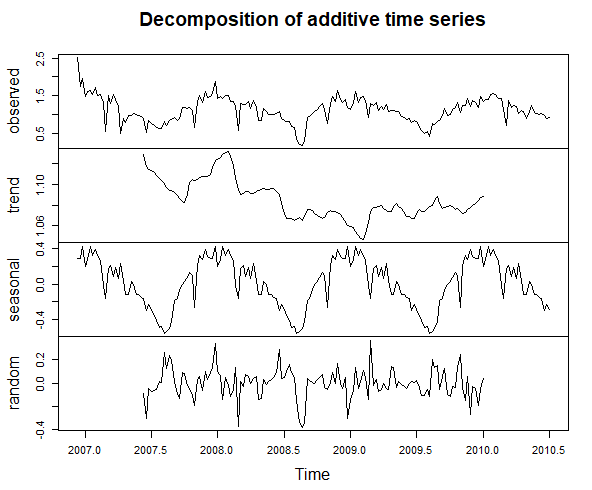 Decomposition of additive time series
observed
0.5 1.5 2.5
trend
1.06 1.10
seasonal
-0.4 0.0 0.4
random
-0.4 0.0 0.2
2007.0 2007.5 2008.0 2008.5 2009.0 2009.5 2010.0 2010.5
Time